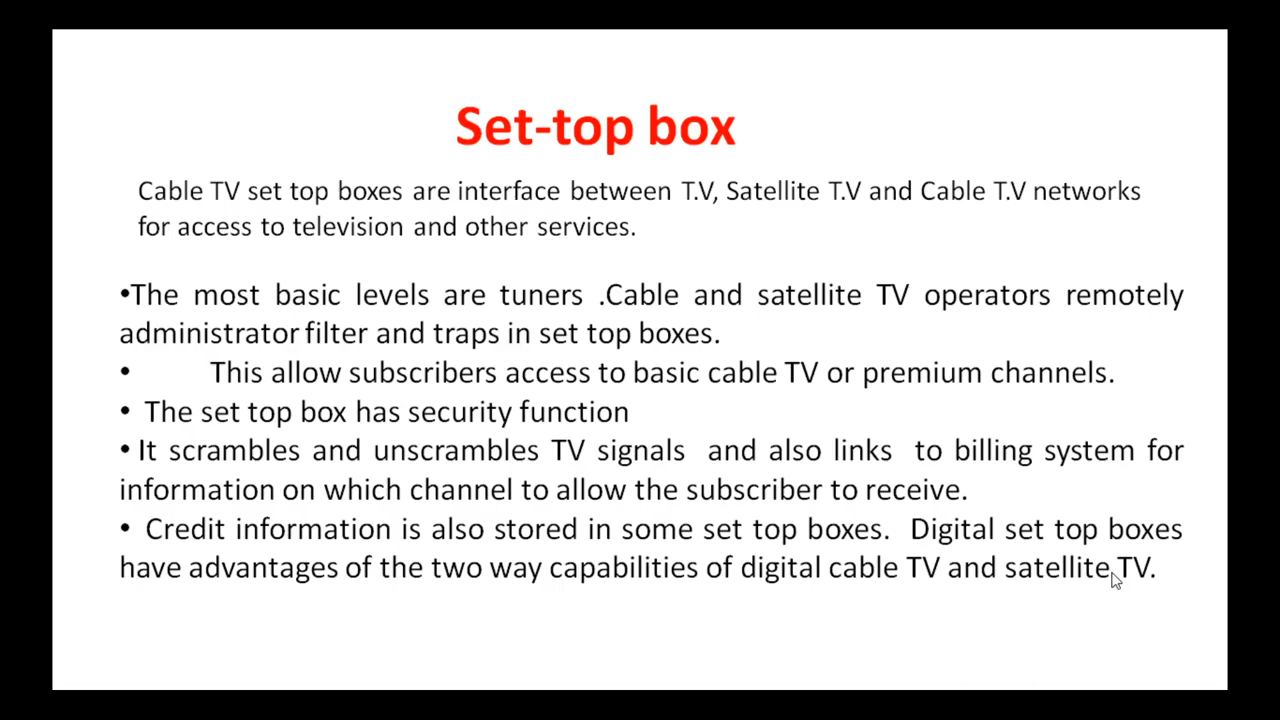 Set-top box
Cable TV set top boxes are interface between T.V, Satellite T.V and Cable T.V networks
for access to television and other services.
•The most basic levels are tuners .Cable and satellite TV operators remotely
administrator filter and traps in set top boxes.
• This allow subscribers access to basic cable TV or premium channels.
• The set top box has security function
• It scrambles and unscrambles TV signals and also links to billing system for
information on which channel to allow the subscriber to receive.
• Credit information is also stored in some set top boxes. Digital set top boxes
have advantages of the two way capabilities of digital cable TV and satellite TV.